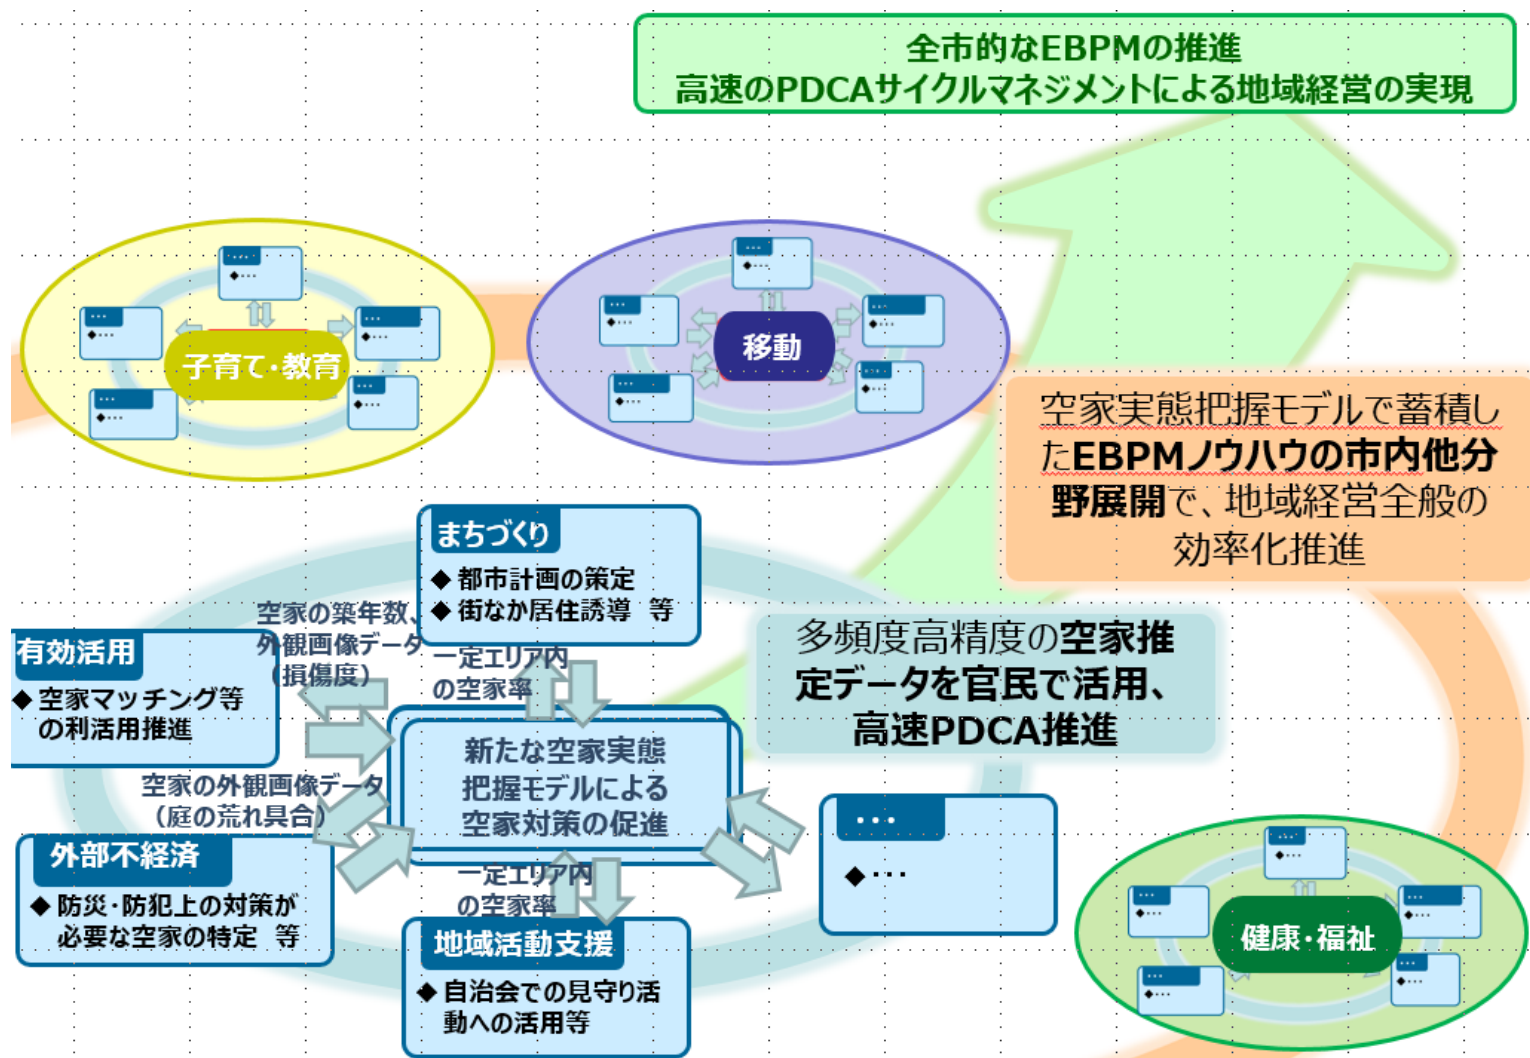 全市的なEBPMの推進
高速のPDCAサイクルマネジメントによる地域経営の実現
…
◆…
…
◆…
…
◆…
子育て・教育
…
◆…
…
◆…
…
◆…
…
◆…
…
◆…
移動
…
◆…
…
◆…
空家実態把握モデルで蓄積し
たEBPMノウハウの市内他分
野展開で、地域経営全般の
効率化推進
まちづくり
◆ 都市計画の策定
◆ 街なか居住誘導 等
空家の築年数、
外観画像データ
（損傷度）
一定エリア内
の空家率
有効活用
◆ 空家マッチング等
の利活用推進
多頻度高精度の空家推
定データを官民で活用、
高速PDCA推進
新たな空家実態
把握モデルによる
空家対策の促進
空家の外観画像データ
（庭の荒れ具合）
外部不経済
◆ 防災・防犯上の対策が
必要な空家の特定 等
一定エリア内
の空家率
地域活動支援
◆ 自治会での見守り活
動への活用等
…
◆…
…
◆…
…
◆…
…
◆…
健康・福祉
…
◆…
…
◆…